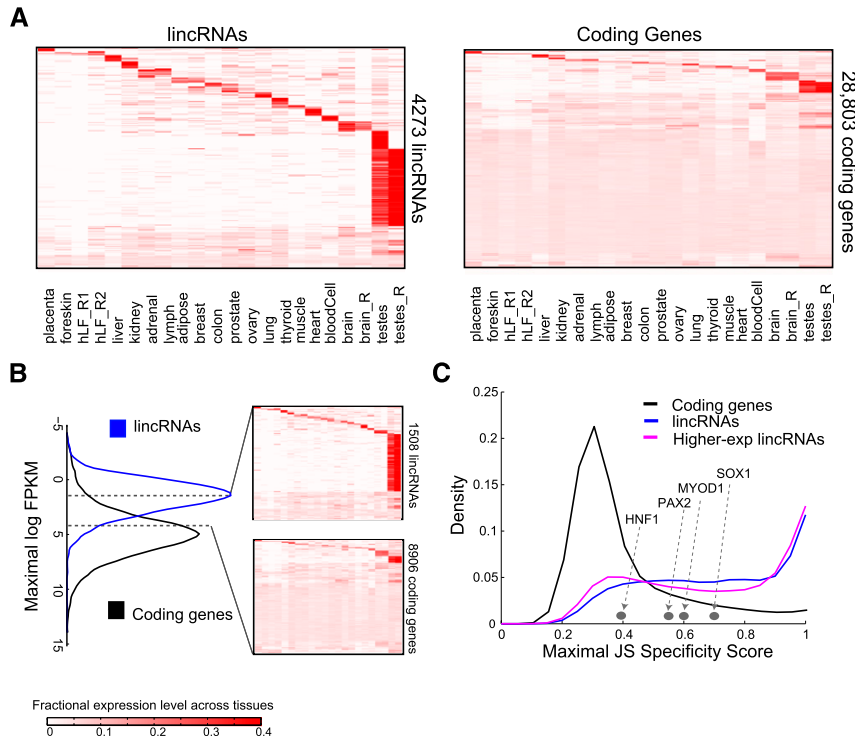 A
lincRNAs
Coding Genes
4273 lincRNAs
28,803 coding genes
placenta
foreskin
hLF_R1
hLF_R2
liver
kidney
adrenal
lymph
adipose
breast
colon
prostate
ovary
lung
thyroid
muscle
heart
bloodCell
brain
brain_R
testes
testes_R
placenta
foreskin
hLF_R1
hLF_R2
liver
kidney
adrenal
lymph
adipose
breast
colon
prostate
ovary
lung
thyroid
muscle
heart
bloodCell
brain
brain_R
testes
testes_R
B
Maximal log FPKM
-5
0
5
10
15
lincRNAs
Coding genes
1508 lincRNAs
8906 coding genes
Fractional expression level across tissues
0 0.1 0.2 0.3 0.4
C
Density
0.25
0.2
0.15
0.1
0.05
0
Coding genes
lincRNAs
Higher-exp lincRNAs
SOX1
MYOD1
PAX2
HNF1
0 0.2 0.4 0.6 0.8 1
Maximal JS Specificity Score